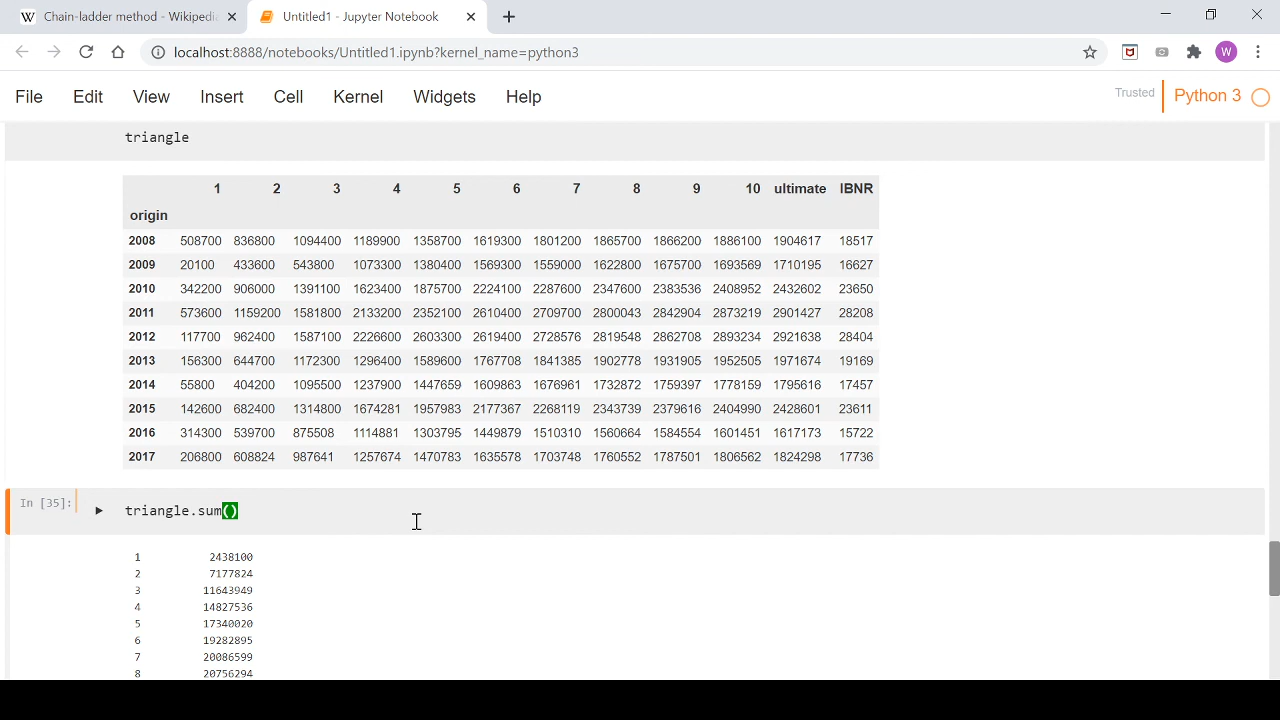 Chain-ladder method - Wikipedi
Untitled1 - Jupyter Notebook
localhost:8888/notebooks/Untitled1.ipynb?kernel_name=python3
W
File Edit View Insert Cell Kernel Widgets Help Trusted Python 3
triangle
1 2 3 4 5 6 7 8 9 10 ultimate IBNR
origin
2008 508700 836800 1094400 1189900 1358700 1619300 1801200 1865700 1866200 1886100 1904617 18517
2009 20100 433600 543800 1073300 1380400 1569300 1559000 1622800 1675700 1693569 1710195 16627
2010 342200 906000 1391100 1623400 1875700 2224100 2287600 2347600 2383536 2408952 2432602 23650
2011 573600 1159200 1581800 2133200 2352100 2610400 2709700 2800043 2842904 2873219 2901427 28208
2012 117700 962400 1587100 2226600 2603300 2619400 2728576 2819548 2862708 2893234 2921638 28404
2013 156300 644700 1172300 1296400 1589600 1767708 1841385 1902778 1931905 1952505 1971674 19169
2014 55800 404200 1095500 1237900 1447659 1609863 1676961 1732872 1759397 1778159 1795616 17457
2015 142600 682400 1314800 1674281 1957983 2177367 2268119 2343739 2379616 2404990 2428601 23611
2016 314300 539700 875508 1114881 1303795 1449879 1510310 1560664 1584554 1601451 1617173 15722
2017 206800 608824 987641 1257674 1470783 1635578 1703748 1760552 1787501 1806562 1824298 17736
In [35]: triangle.sum()
1 2438100
2 7177824
3 11643949
4 14827536
5 17340020
6 19282895
7 20086599
8 20756294